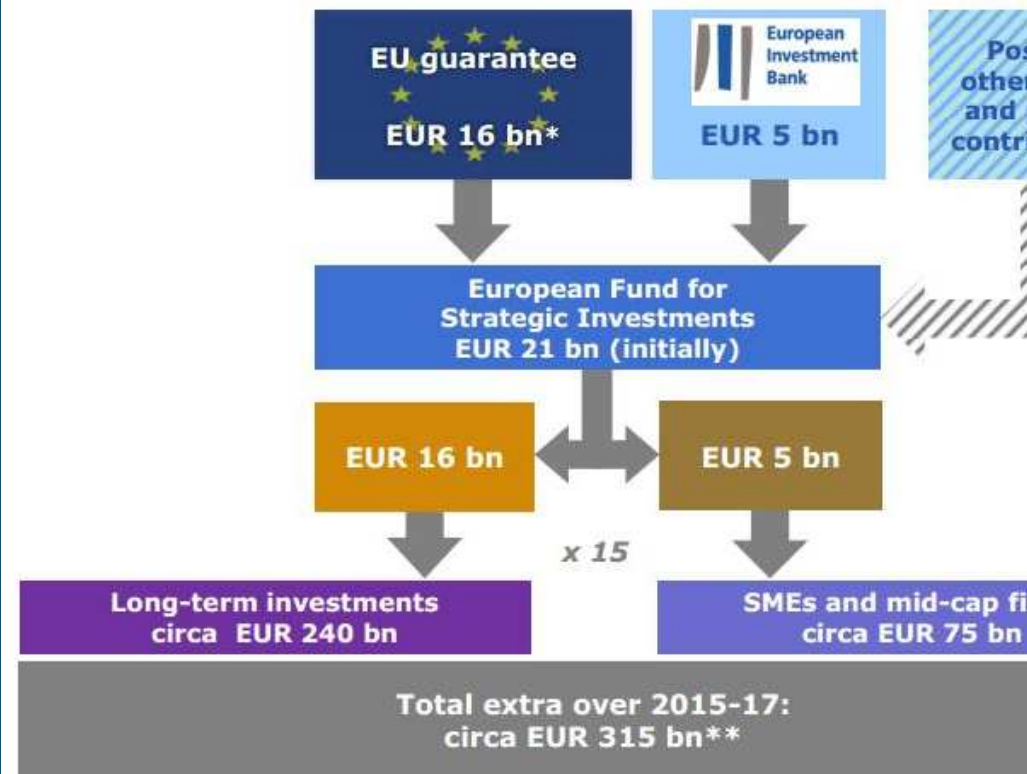 EU guarantee
EUR 16 bn*
European
Investment
Bank
EUR 5 bn
other
and
European Fund for
Strategic Investments
EUR 21 bn (initially)
EUR 16 bn
EUR 5 bn
x 15
Long-term investments
circa EUR 240 bn
SMEs and mid-cap
circa EUR 75 bn
Total extra over 2015-17:
circa EUR 315 bn**